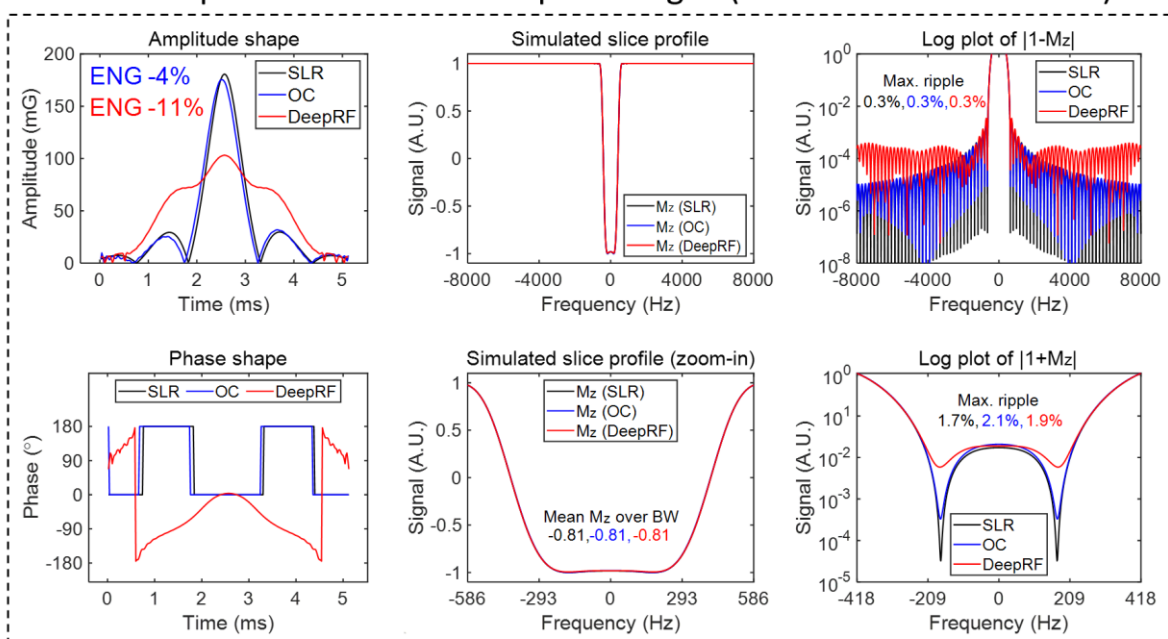 Amplitude shape
ENG -4%
ENG -11%
SLR
OC
DeepRF
200
150
100
50
0
Amplitude (mG)
0 1 2 3 4 5
Time (ms)
Simulated slice profile
1
0.5
0
-0.5
-1
Signal (A.U.)
Mz (SLR)
Mz (OC)
Mz (DeepRF)
-8000 -4000 0 4000 8000
Frequency (Hz)
Log plot of |1-Mz|
Max. ripple
0.3%, 0.3%, 0.3%
SLR
OC
DeepRF
10^0
10^-2
10^-4
10^-6
10^-8
Signal (A.U.)
-8000 -4000 0 4000 8000
Frequency (Hz)
Phase shape
SLR OC DeepRF
180
90
0
-90
-180
Phase (°)
0 1 2 3 4 5
Time (ms)
Simulated slice profile (zoom-in)
Mz (SLR)
Mz (OC)
Mz (DeepRF)
1
0.5
0
-0.5
-1
Signal (A.U.)
Mean Mz over BW
-0.81,-0.81,-0.81
-586 -293 0 293 586
Frequency (Hz)
Log plot of |1+Mz|
Max. ripple
1.7%, 2.1%, 1.9%
SLR
OC
DeepRF
10^0
10^-1
10^-2
10^-3
10^-4
10^-5
Signal (A.U.)
-418 -209 0 209 418
Frequency (Hz)